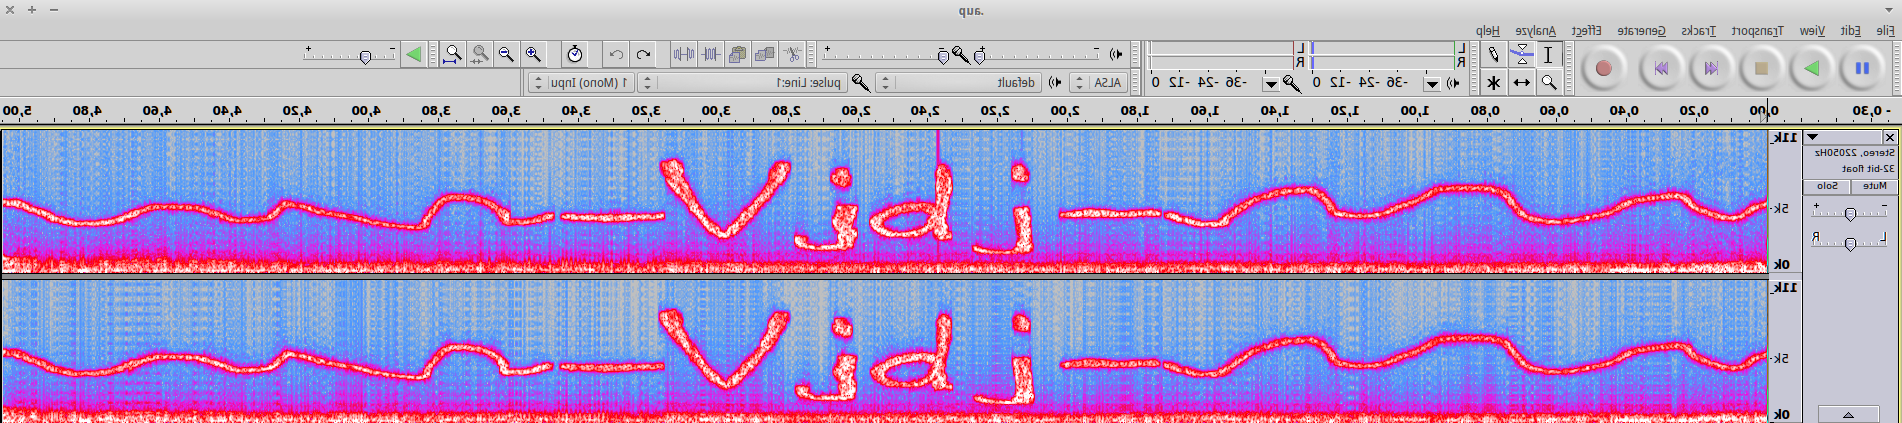 .aup
File Edit View Transport Tracks Generate Effect Analyze Help
L L
R R
-36 -24 -12 0 -36 -24 -12 0
ALSA default pulse: Line:1 1 (Mono) Inpu
- 0,30 0,00 0,20 0,40 0,60 0,80 1,00 1,20 1,40 1,60 1,80 2,00 2,20 2,40 2,60 2,80 3,00 3,20 3,40 3,60 3,80 4,00 4,20 4,40 4,60 4,80 5,00
Stereo, 22050Hz
32-bit float
Mute Solo
- +
L R
11k
5k
0k
Vjdj
11k
5k
0k
Vjdj